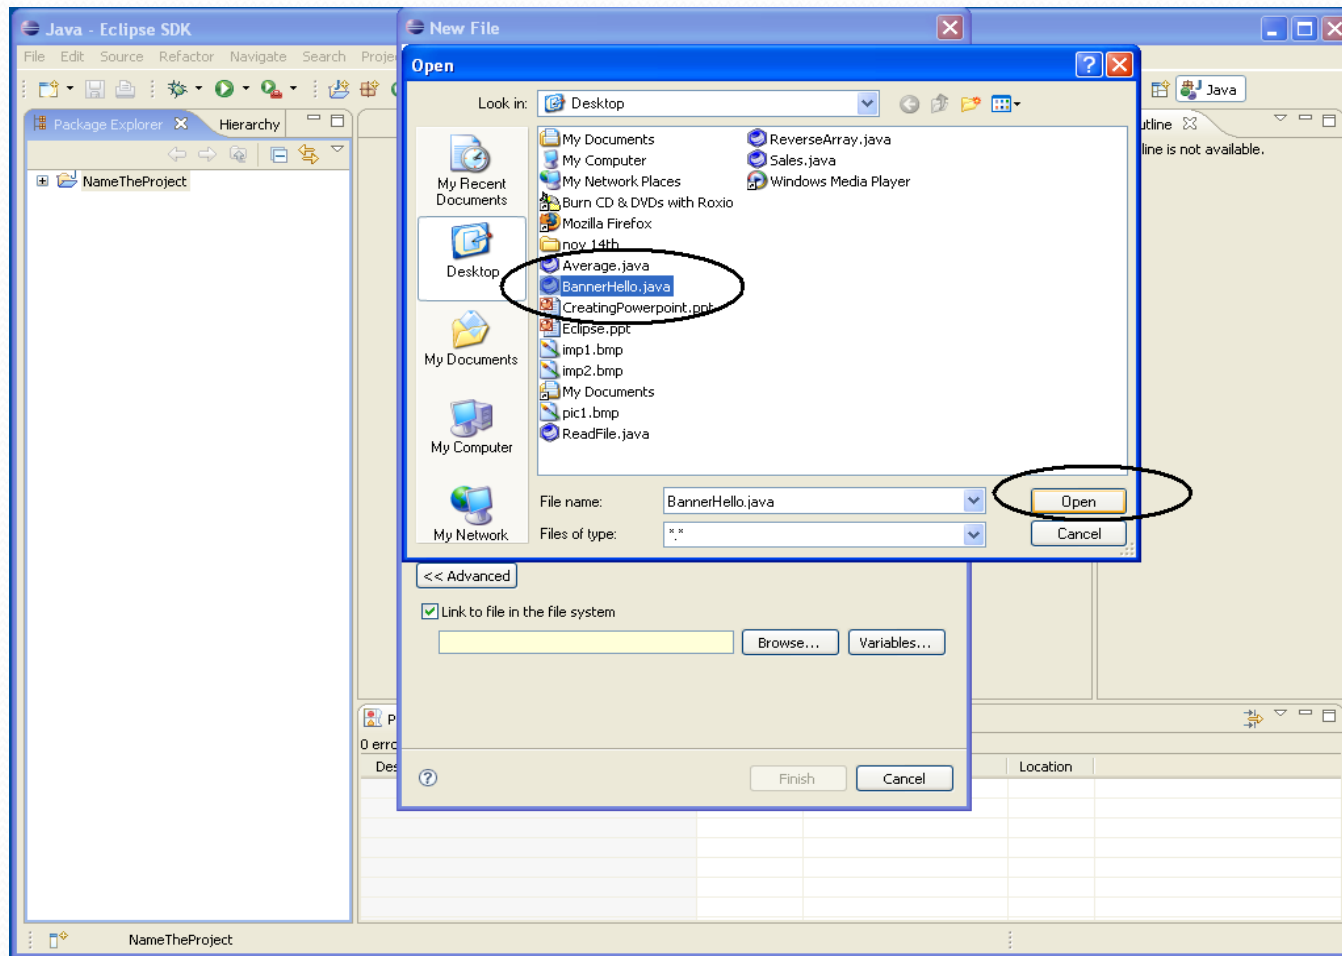 Java - Eclipse SDK
New File
File Edit Source Refactor Navigate Search
Open
Java
Look in: Desktop
Package Explorer Hierarchy
line is not available.
NameTheProject
My Recent
Documents
Desktop
My Documents
My Computer
My Network
My Documents
My Computer
My Network Places
Burn CD & DVDs with Roxio
Mozilla Firefox
nov 14th
Average.java
BannerHello.java
CreatingPowerpoint.ppt
Eclipse.ppt
imp1.bmp
imp2.bmp
My Documents
pic1.bmp
ReadFile.java
ReverseArray.java
Sales.java
Windows Media Player
File name: BannerHello.java Open
Files of type: *.* Cancel
<< Advanced
Link to file in the file system
Browse... Variables...
0
Location
Finish Cancel
NameTheProject